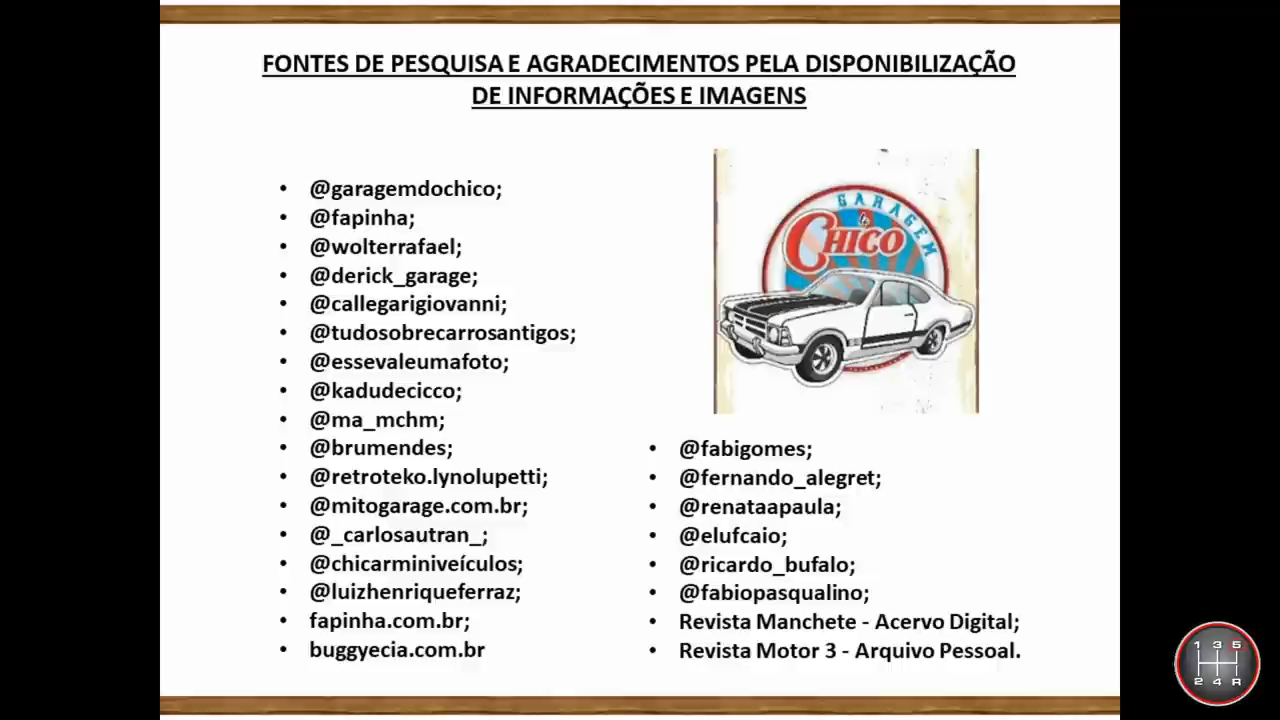 FONTES DE PESQUISA E AGRADECIMENTOS PELA DISPONIBILIZAÇÃO
DE INFORMAÇÕES E IMAGENS
• @garagemdochico;
• @fapinha;
• @wolterrafael;
• @derick_garage;
• @callegarigiovanni;
• @tudosobrecarrosantigos;
• @essevaleumafoto;
• @kadudecicco;
• @ma_mchm;
• @brumendes;
• @retroteko.lynolupetti;
• @mitogarage.com.br;
• @_carlosautran_;
• @chicarminiveículos;
• @luizhenriqueferraz;
• fapinha.com.br;
• buggyecia.com.br
GARAGEM
do
CHICO
• @fabigomes;
• @fernando_alegret;
• @renataapaula;
• @elufcaio;
• @ricardo_bufalo;
• @fabiopasqualino;
• Revista Manchete - Acervo Digital;
• Revista Motor 3 - Arquivo Pessoal.
1 3 5
2 4 R